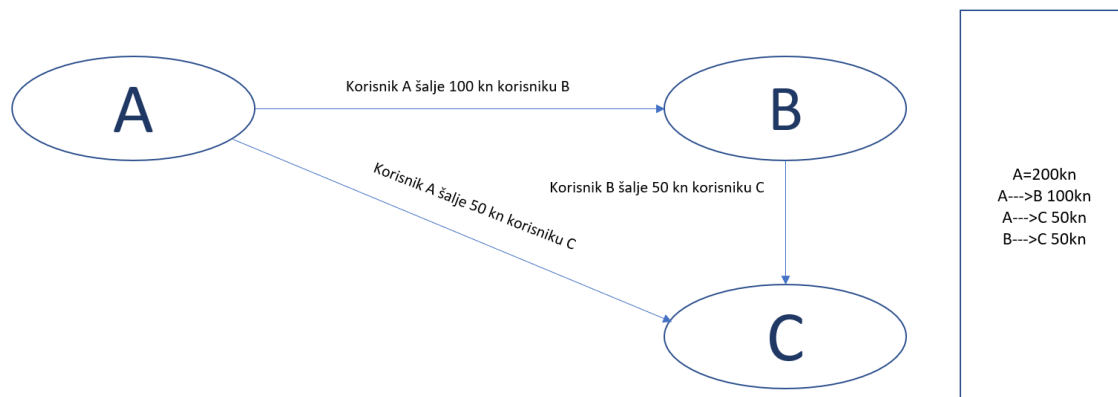 A
Korisnik A šalje 100 kn korisniku B
B
Korisnik A šalje 50 kn korisniku C
Korisnik B šalje 50 kn korisniku C
C
A=200kn
A--->B 100kn
A--->C 50kn
B--->C 50kn